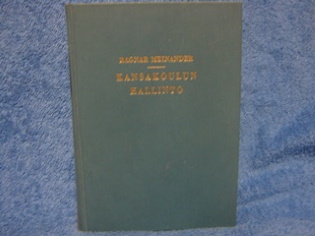 RAGNAR MEINANDER
KANSAKOULUN
HALLINTO